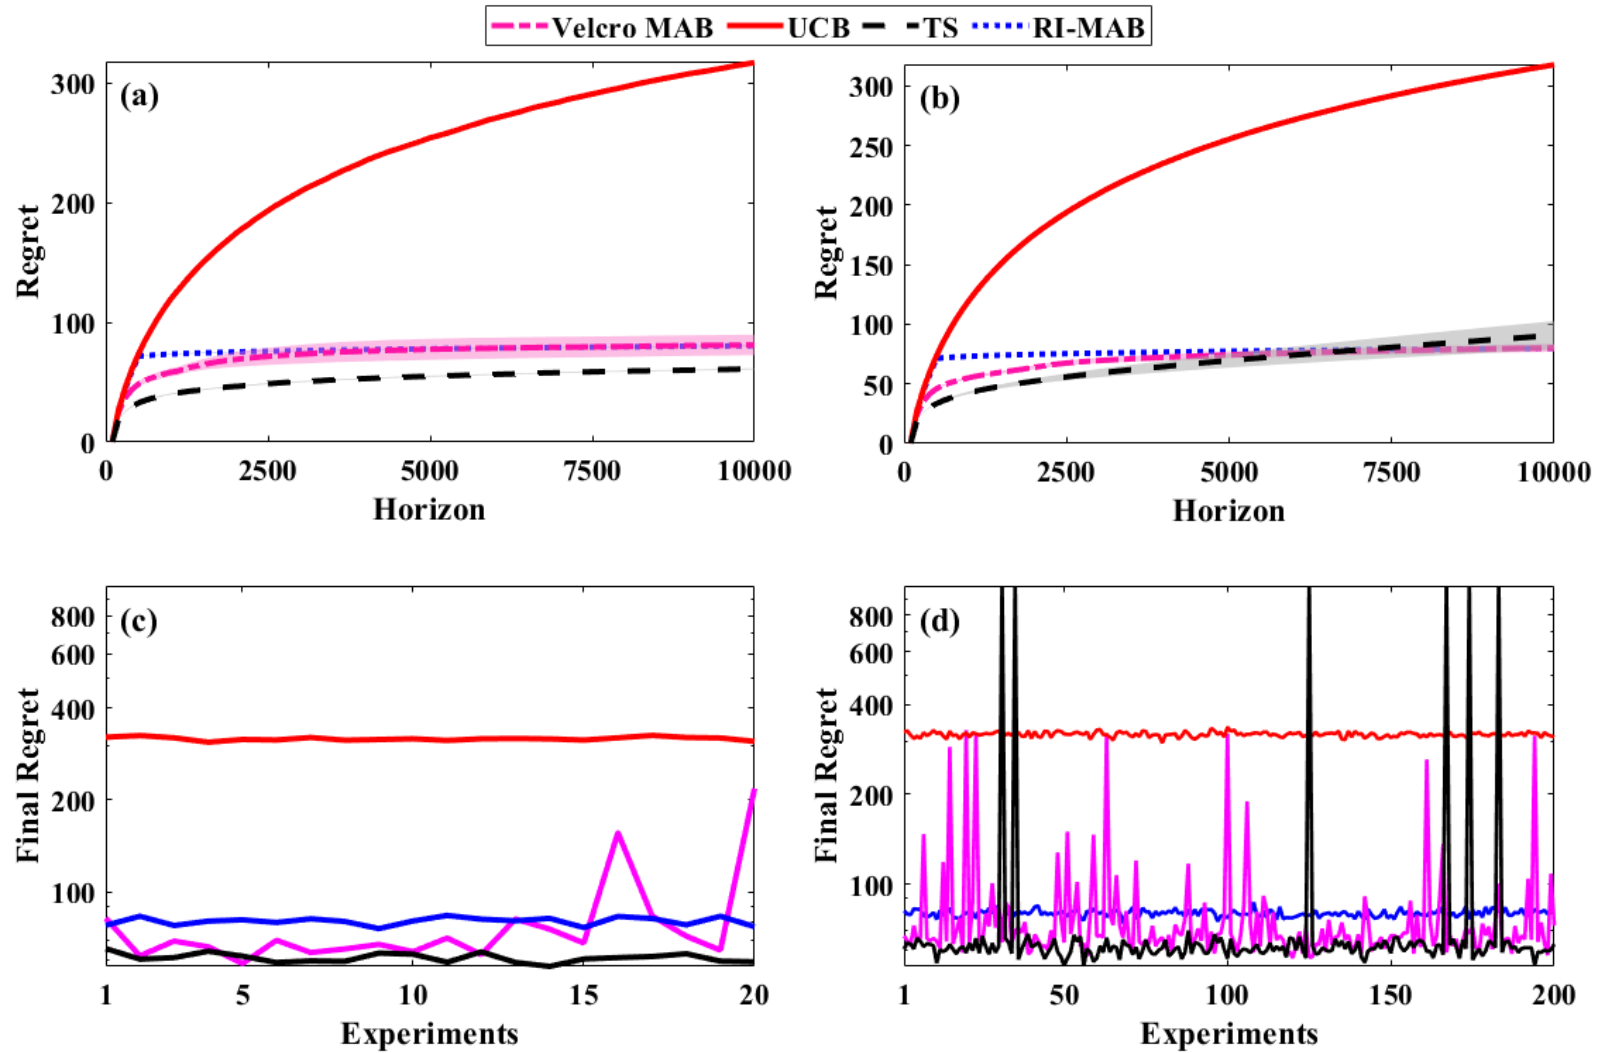 Velcro MAB UCB TS RI-MAB
(a)
300
200
100
0
Regret
0 2500 5000 7500 10000
Horizon
(b)
300
250
200
150
100
50
0
Regret
0 2500 5000 7500 10000
Horizon
(c)
800
600
400
200
100
Final Regret
1 5 10 15 20
Experiments
(d)
800
600
400
200
100
Final Regret
1 50 100 150 200
Experiments